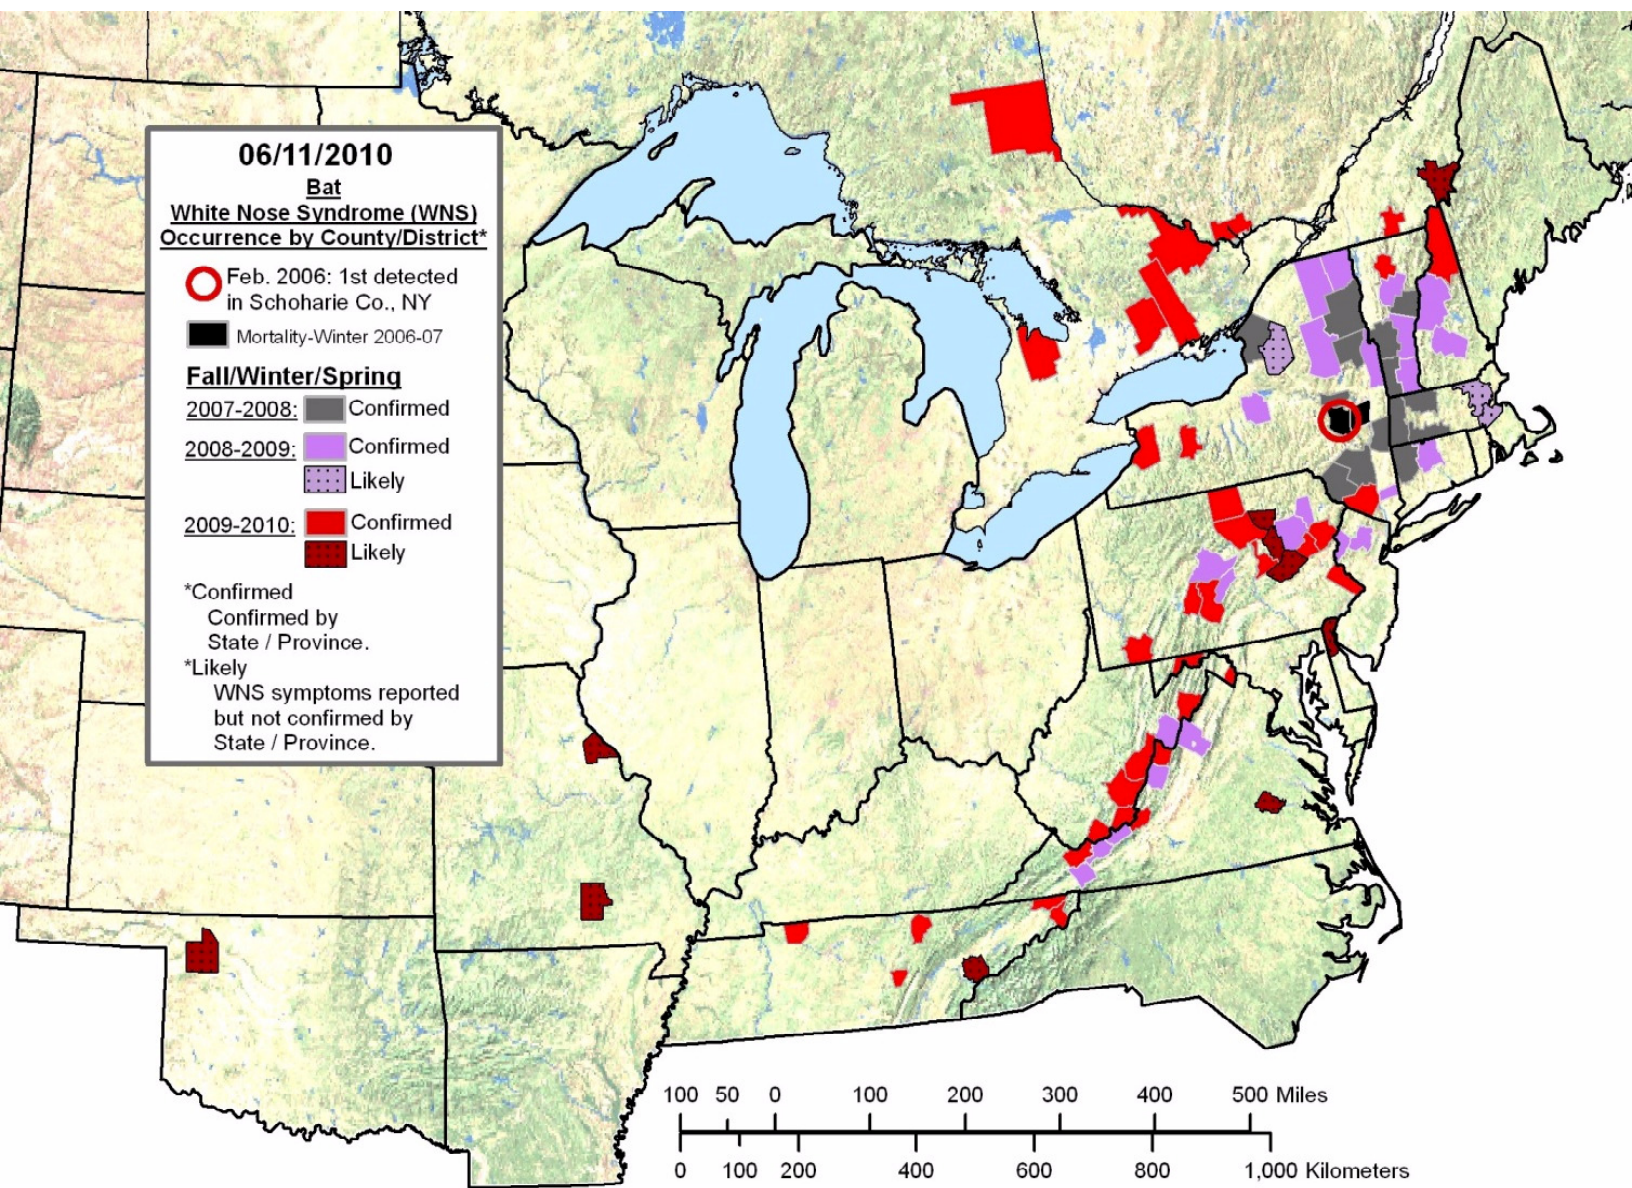 06/11/2010
Bat
White Nose Syndrome (WNS)
Occurrence by County/District*
Feb. 2006: 1st detected
in Schoharie Co., NY
Mortality-Winter 2006-07
Fall/Winter/Spring
2007-2008: Confirmed
2008-2009: Confirmed
Likely
2009-2010: Confirmed
Likely
*Confirmed
Confirmed by
State / Province.
*Likely
WNS symptoms reported
but not confirmed by
State / Province.
100 50 0 100 200 300 400 500 Miles
0 100 200 400 600 800 1,000 Kilometers